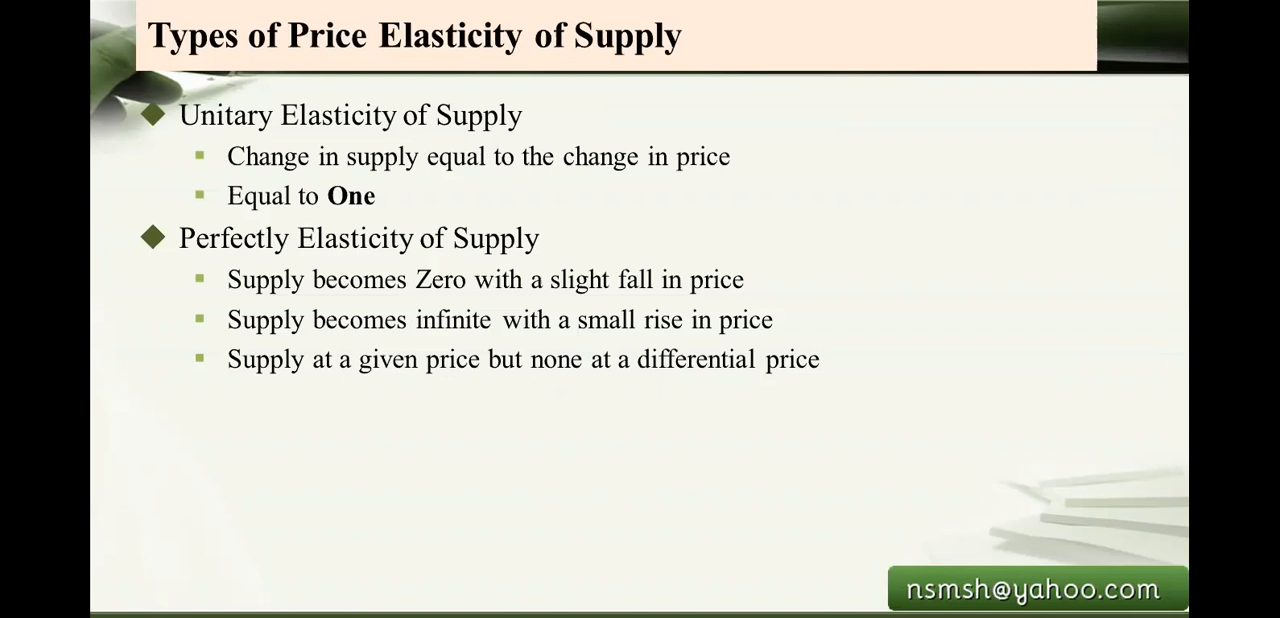 Types of Price Elasticity of Supply
Unitary Elasticity of Supply
Change in supply equal to the change in price
Equal to One
Perfectly Elasticity of Supply
Supply becomes Zero with a slight fall in price
Supply becomes infinite with a small rise in price
Supply at a given price but none at a differential price
nsmsh@yahoo.com